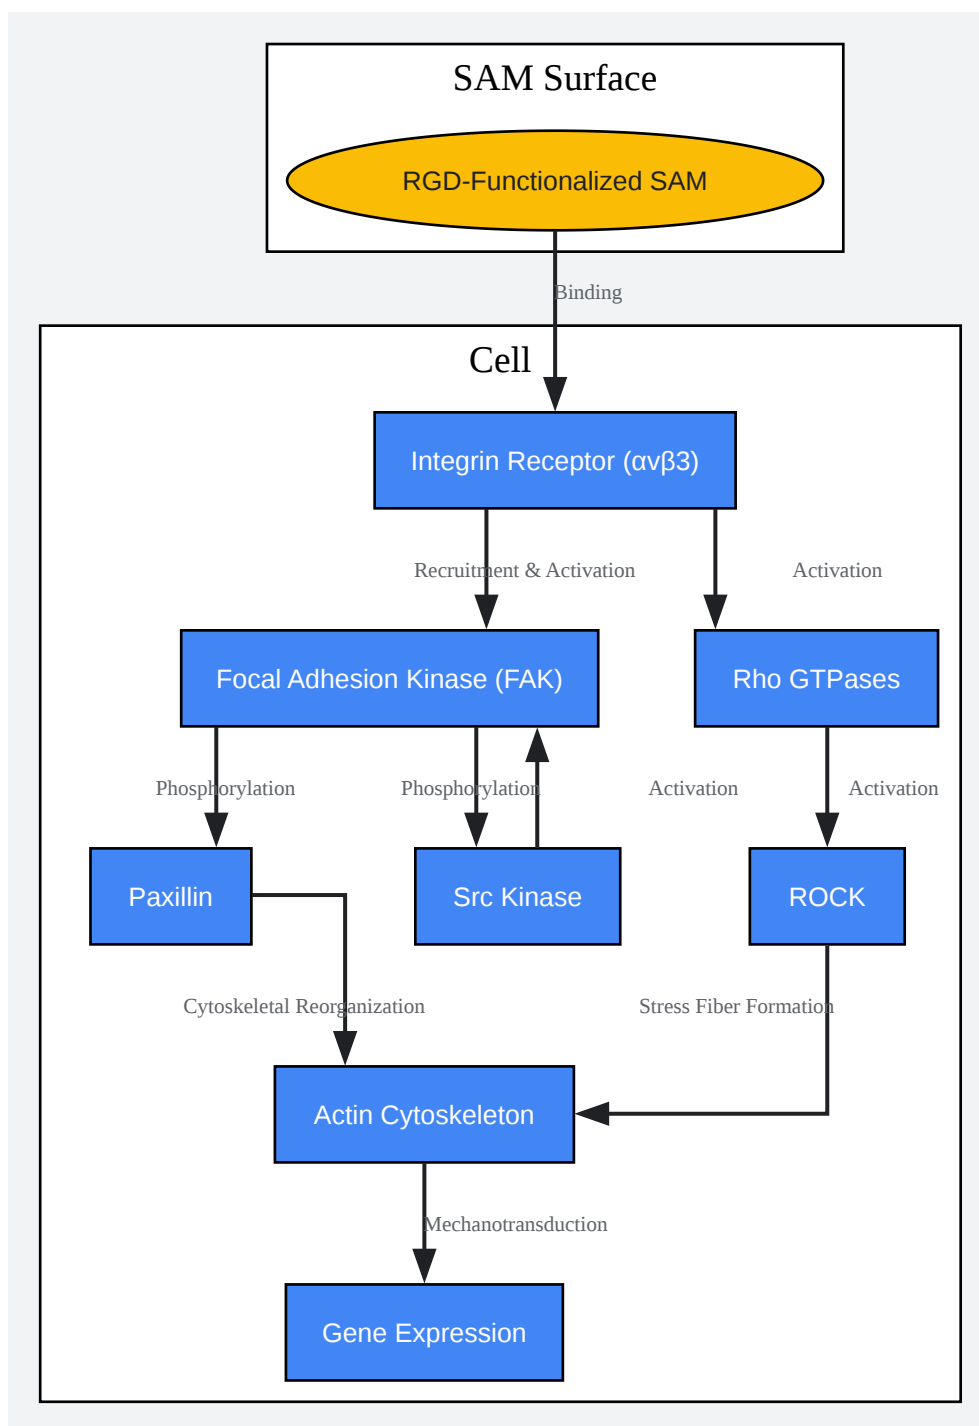 SAM Surface
RGD-Functionalized SAM
Binding
Cell
Integrin Receptor (αvβ3)
Recruitment & Activation
Activation
Focal Adhesion Kinase (FAK)
Rho GTPases
Phosphorylation
Phosphorylation
Activation
Activation
Paxillin
Src Kinase
ROCK
Cytoskeletal Reorganization
Stress Fiber Formation
Actin Cytoskeleton
Mechanotransduction
Gene Expression